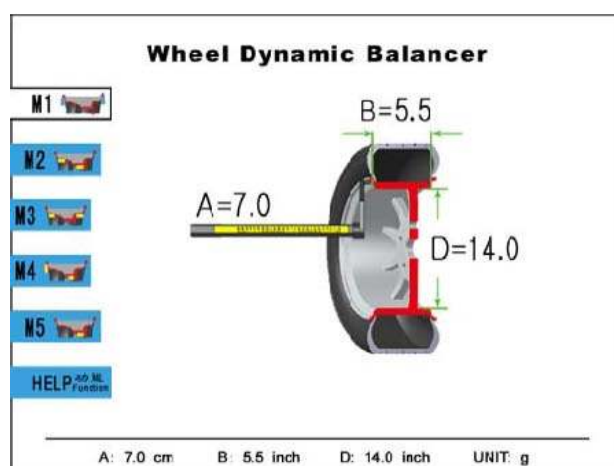 Wheel Dynamic Balancer
M1
B=5.5
M2
M3
A=7.0
M4
D=14.0
M5
HELP
Function
A: 7.0 cm B: 5.5 inch D: 14.0 inch UNIT: g